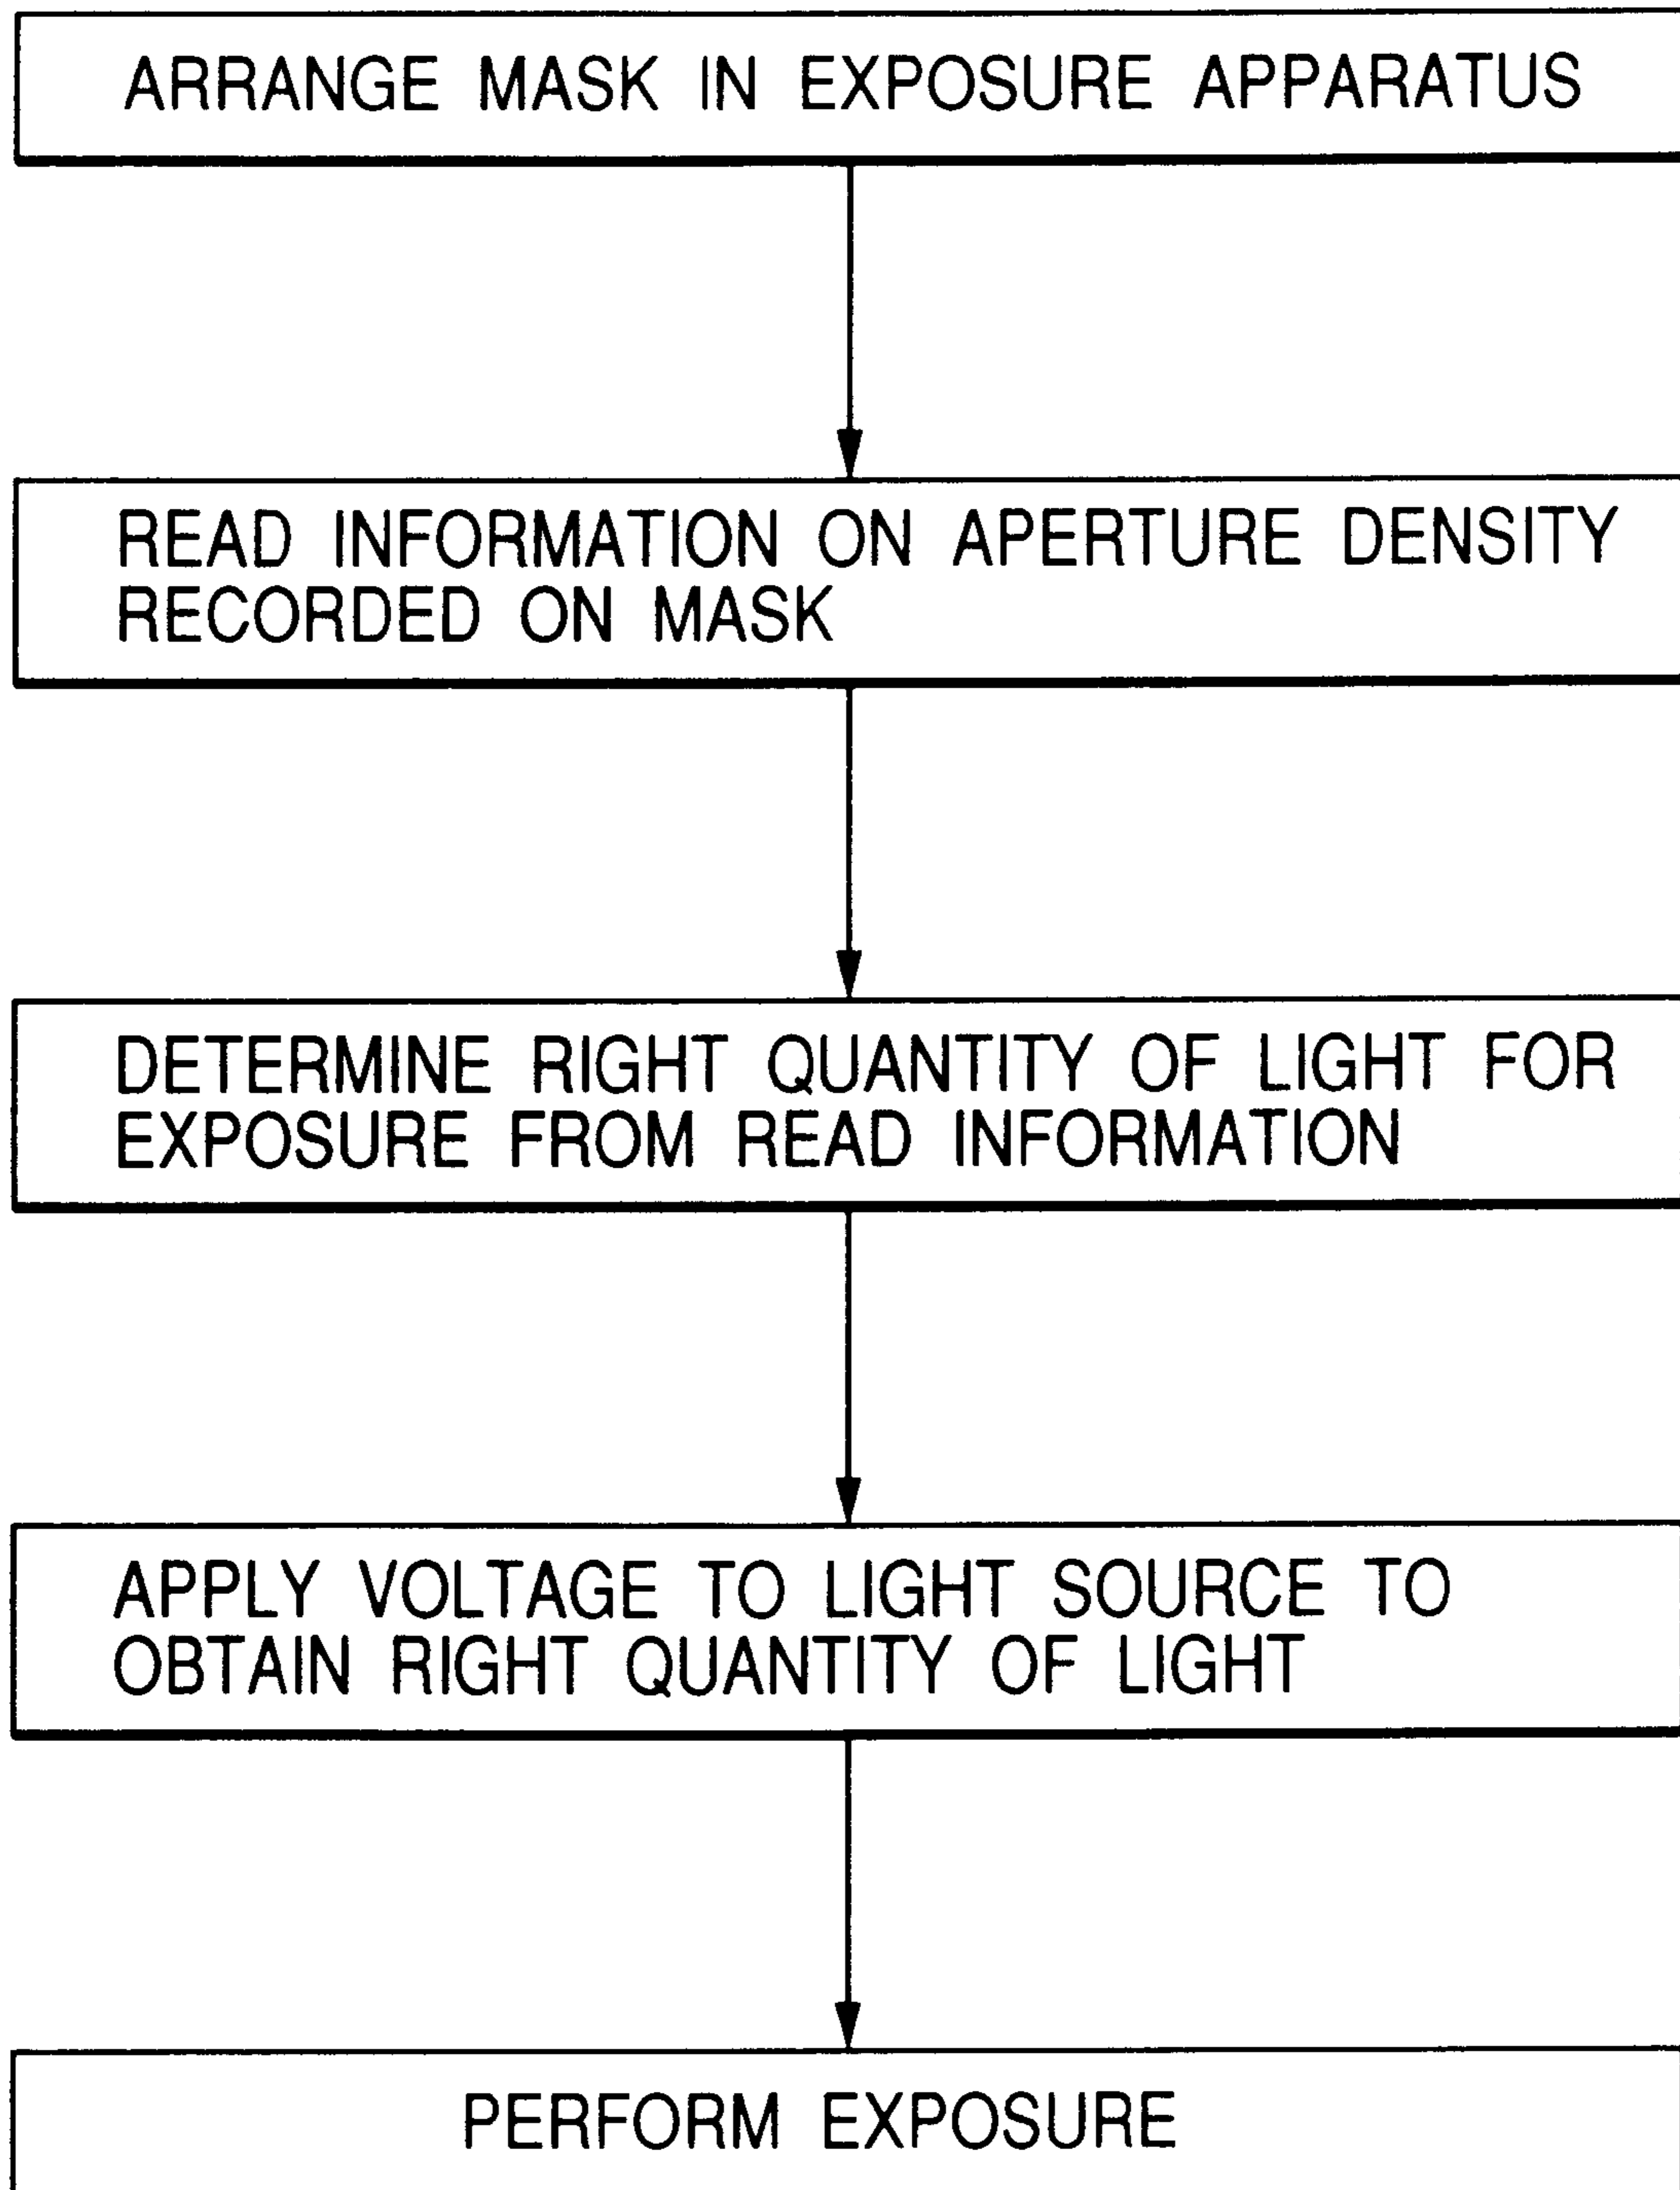 ARRANGE MASK IN EXPOSURE APPARATUS
READ INFORMATION ON APERTURE DENSITY
RECORDED ON MASK
DETERMINE RIGHT QUANTITY OF LIGHT FOR
EXPOSURE FROM READ INFORMATION
APPLY VOLTAGE TO LIGHT SOURCE TO
OBTAIN RIGHT QUANTITY OF LIGHT
PERFORM EXPOSURE